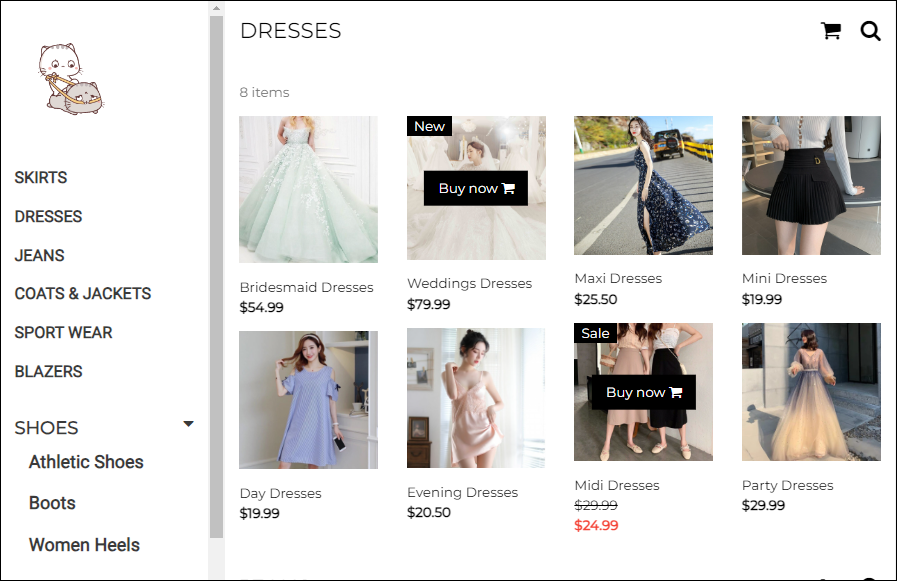 DRESSES
8 items
SKIRTS
DRESSES
JEANS
COATS & JACKETS
SPORT WEAR
BLAZERS
SHOES
Athletic Shoes
Boots
Women Heels
Bridesmaid Dresses
$54.99
New
Buy now
Weddings Dresses
$79.99
Maxi Dresses
$25.50
Mini Dresses
$19.99
Day Dresses
$19.99
Evening Dresses
$20.50
Sale
Buy now
Midi Dresses
$29.99
$24.99
Party Dresses
$29.99